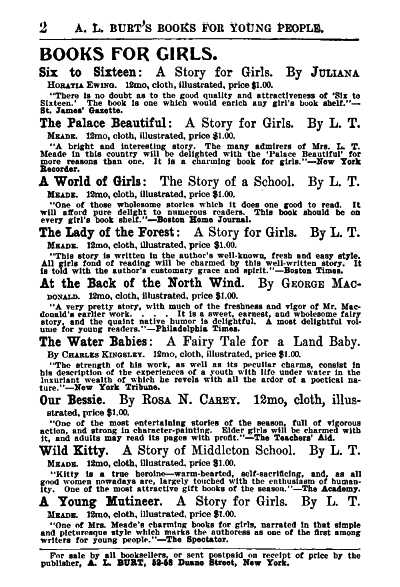 2 A. L. BURT'S BOOKS FOR YOUNG PEOPLE.
BOOKS FOR GIRLS.
Six to Sixteen: A Story for Girls. By JULIANA
HORATIA EWING. 12mo, cloth, illustrated, price $1.00.
"There is no doubt as to the good quality and attractiveness of 'Six to
Sixteen.' The book is one which would enrich any girl's book shelf."—
St. James' Gazette.
The Palace Beautiful: A Story for Girls. By L. T.
MEADE. 12mo, cloth, illustrated, price $1.00.
"A bright and interesting story. The many admirers of Mrs. L. T.
Meade in this country will be delighted with the 'Palace Beautiful' for
more reasons than one. It is a charming book for girls."—New York
Recorder.
A World of Girls: The Story of a School. By L. T.
MEADE. 12mo, cloth, illustrated, price $1.00.
"One of those wholesome stories which it does one good to read. It
will afford pure delight to numerous readers. This book should be on
every girl's book shelf."—Boston Home Journal.
The Lady of the Forest: A Story for Girls. By L. T.
MEADE. 12mo, cloth, illustrated, price $1.00.
"This story is written in the author's well-known, fresh and easy style.
All girls fond of reading will be charmed by this well-written story. It
is told with the author's customary grace and spirit."—Boston Times.
At the Back of the North Wind. By GEORGE MAC-
DONALD. 12mo, cloth, illustrated, price $1.00.
"A very pretty story, with much of the freshness and vigor of Mr. Mac-
donald's earlier work. . . . It is a sweet, earnest, and wholesome fairy
story, and the quaint native humor is delightful. A most delightful vol-
ume for young readers."—Philadelphia Times.
The Water Babies: A Fairy Tale for a Land Baby.
By CHARLES KINGSLEY. 12mo, cloth, illustrated, price $1.00.
"The strength of his work, as well as its peculiar charms, consist in
his description of the experiences of a youth with life under water in the
luxuriant wealth of which he revels with all the ardor of a poetical na-
ture."—New York Tribune.
Our Bessie. By ROSA N. CAREY. 12mo, cloth, illus-
strated, price $1.00.
"One of the most entertaining stories of the season, full of vigorous
action, and strong in character-painting. Elder girls will be charmed with
it, and adults may read its pages with profit."—The Teachers' Aid.
Wild Kitty. A Story of Middleton School. By L. T.
MEADE. 12mo, cloth, illustrated, price $1.00.
"Kitty is a true heroine—warm-hearted, self-sacrificing, and, as all
good women nowadays are, largely touched with the enthusiasm of human-
ity. One of the most attractive gift books of the season."—The Academy.
A Young Mutineer. A Story for Girls. By L. T.
MEADE. 12mo, cloth, illustrated, price $1.00.
"One of Mrs. Meade's charming books for girls, narrated in that simple
and picturesque style which marks the authoress as one of the first among
writers for young people."—The Spectator.
For sale by all booksellers, or sent postpaid on receipt of price by the
publisher, A. L. BURT, 52-58 Duane Street, New York.